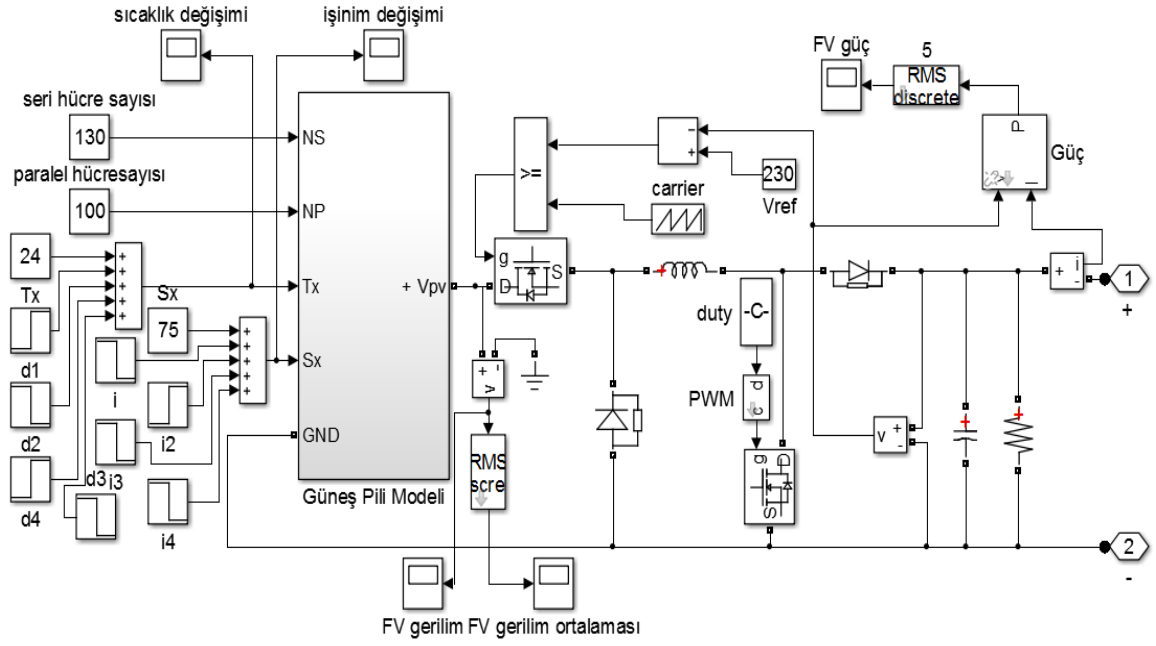 sıcaklık değişimi
işinim değişimi
FV güç
5
RMS
discrete
seri hücre sayısı
130
NS
P
I
Güç
paralel hücresayısı
100
NP
>=
-
+
230
Vref
carrier
24
Tx
Sx
75
g
D
S
+ Vpv
Tx
duty
-C-
+
i
-
1
+
d1
i
Sx
+
-
v
PWM
d
c
d2
i2
GND
v
+
-
g
D
S
RMS
scre
d3
i3
d4
i4
Güneş Pili Modeli
2
-
FV gerilim
FV gerilim ortalaması